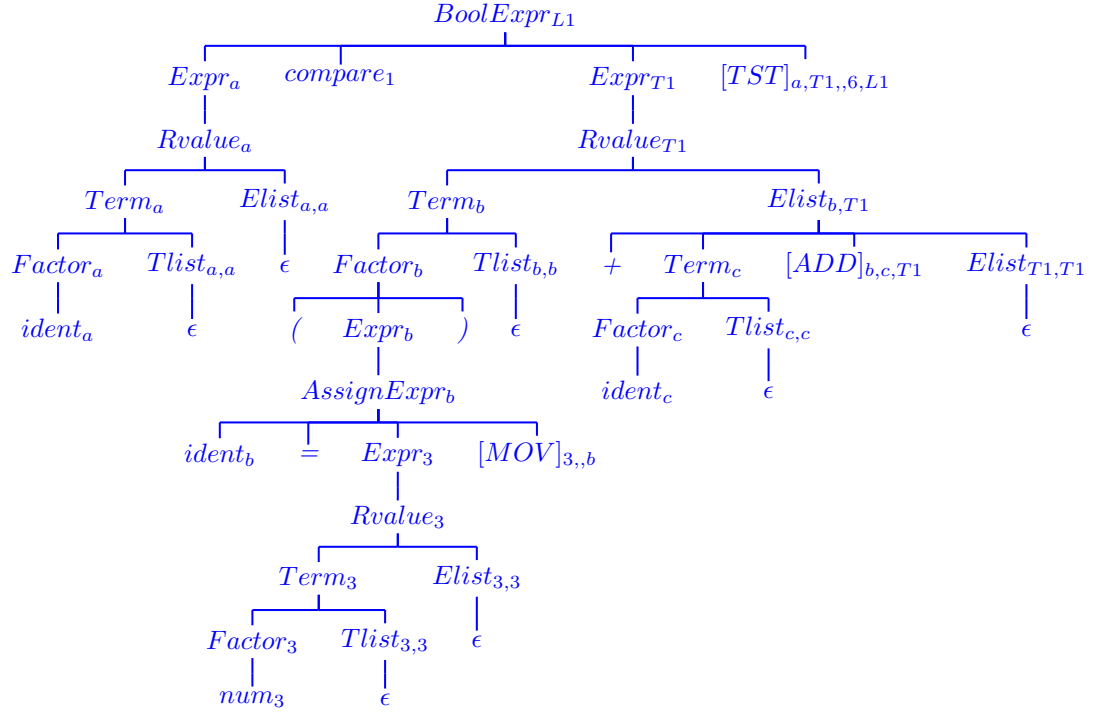 BoolExpr_{L1}
Expr_a compare_1 Expr_{T1} [TST]_{a,T1,,6,L1}
Rvalue_a Rvalue_{T1}
Term_a Elist_{a,a} Term_b Elist_{b,T1}
Factor_a Tlist_{a,a} ϵ Factor_b Tlist_{b,b} + Term_c [ADD]_{b,c,T1} Elist_{T1,T1}
ident_a ϵ ( Expr_b ) ϵ Factor_c Tlist_{c,c} ϵ
AssignExpr_b ident_c ϵ
ident_b = Expr_3 [MOV]_{3,,b}
Rvalue_3
Term_3 Elist_{3,3}
Factor_3 Tlist_{3,3} ϵ
num_3 ϵ